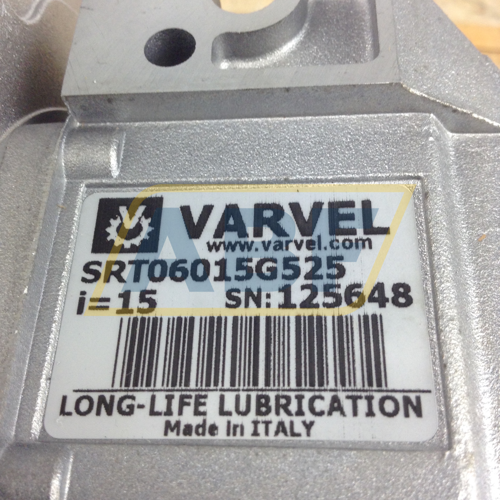 VARVEL
www.varvel.com
SRT06015G525
i=15 SN:125648
LONG-LIFE LUBRICATION
Made in ITALY